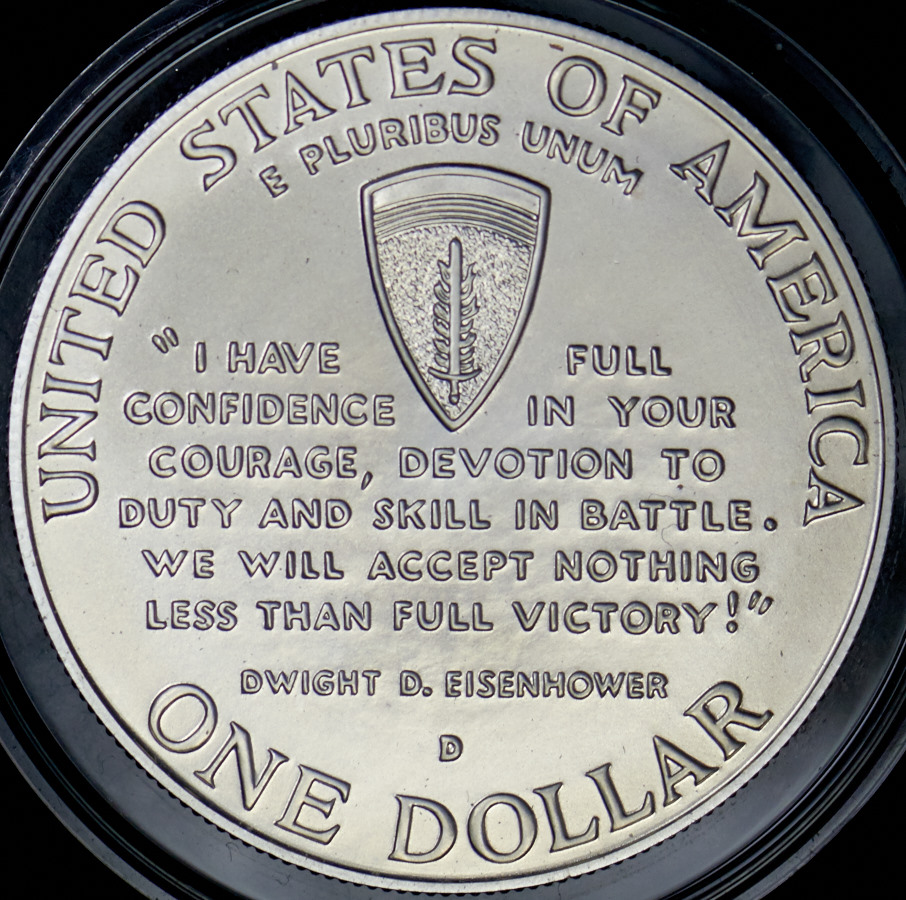 UNITED STATES OF AMERICA
E PLURIBUS UNUM
" I HAVE FULL
CONFIDENCE IN YOUR
COURAGE, DEVOTION TO
DUTY AND SKILL IN BATTLE.
WE WILL ACCEPT NOTHING
LESS THAN FULL VICTORY!"
DWIGHT D. EISENHOWER
D
ONE DOLLAR